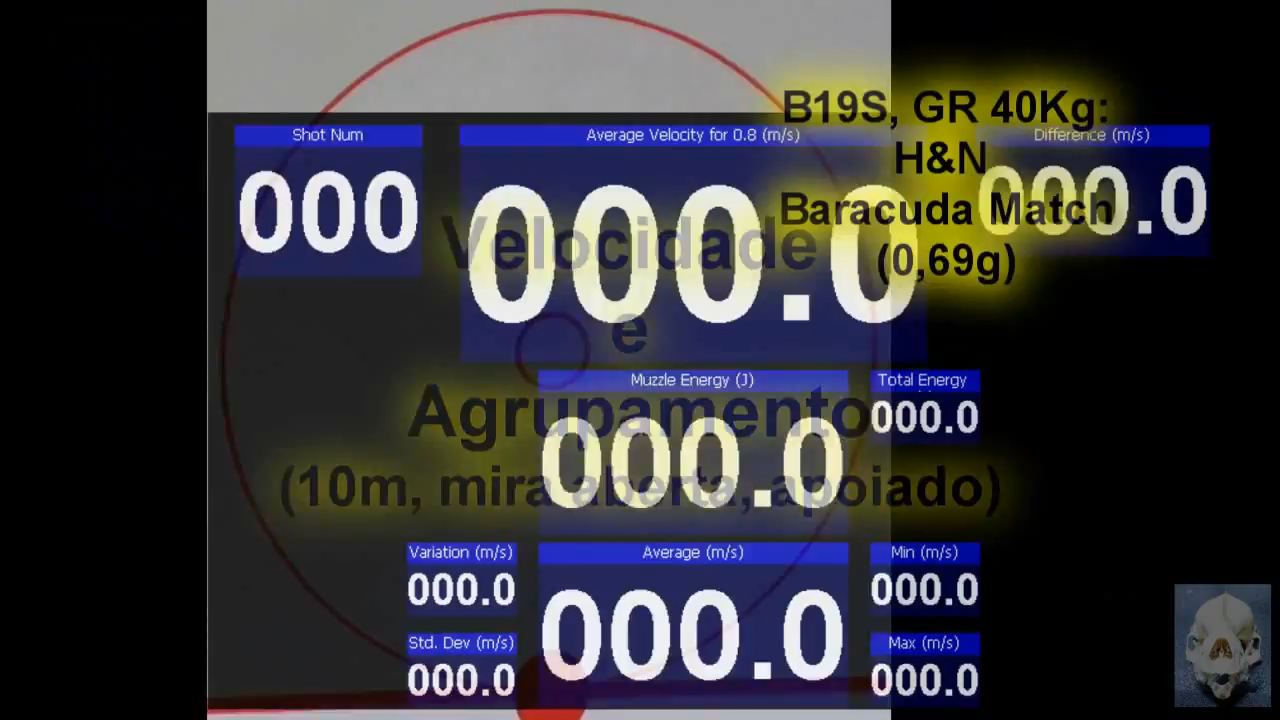 B19S, GR 40Kg:
H&N
Baracuda Match
(0,69g)
Shot Num
000
Average Velocity for 0.8 (m/s)
000.0
Difference (m/s)
000.0
Velocidade
e
Agrupamento
(10m, mira aberta, apoiado)
Muzzle Energy (J)
000.0
Total Energy
000.0
Variation (m/s)
000.0
Average (m/s)
000.0
Min (m/s)
000.0
Std. Dev (m/s)
000.0
Max (m/s)
000.0